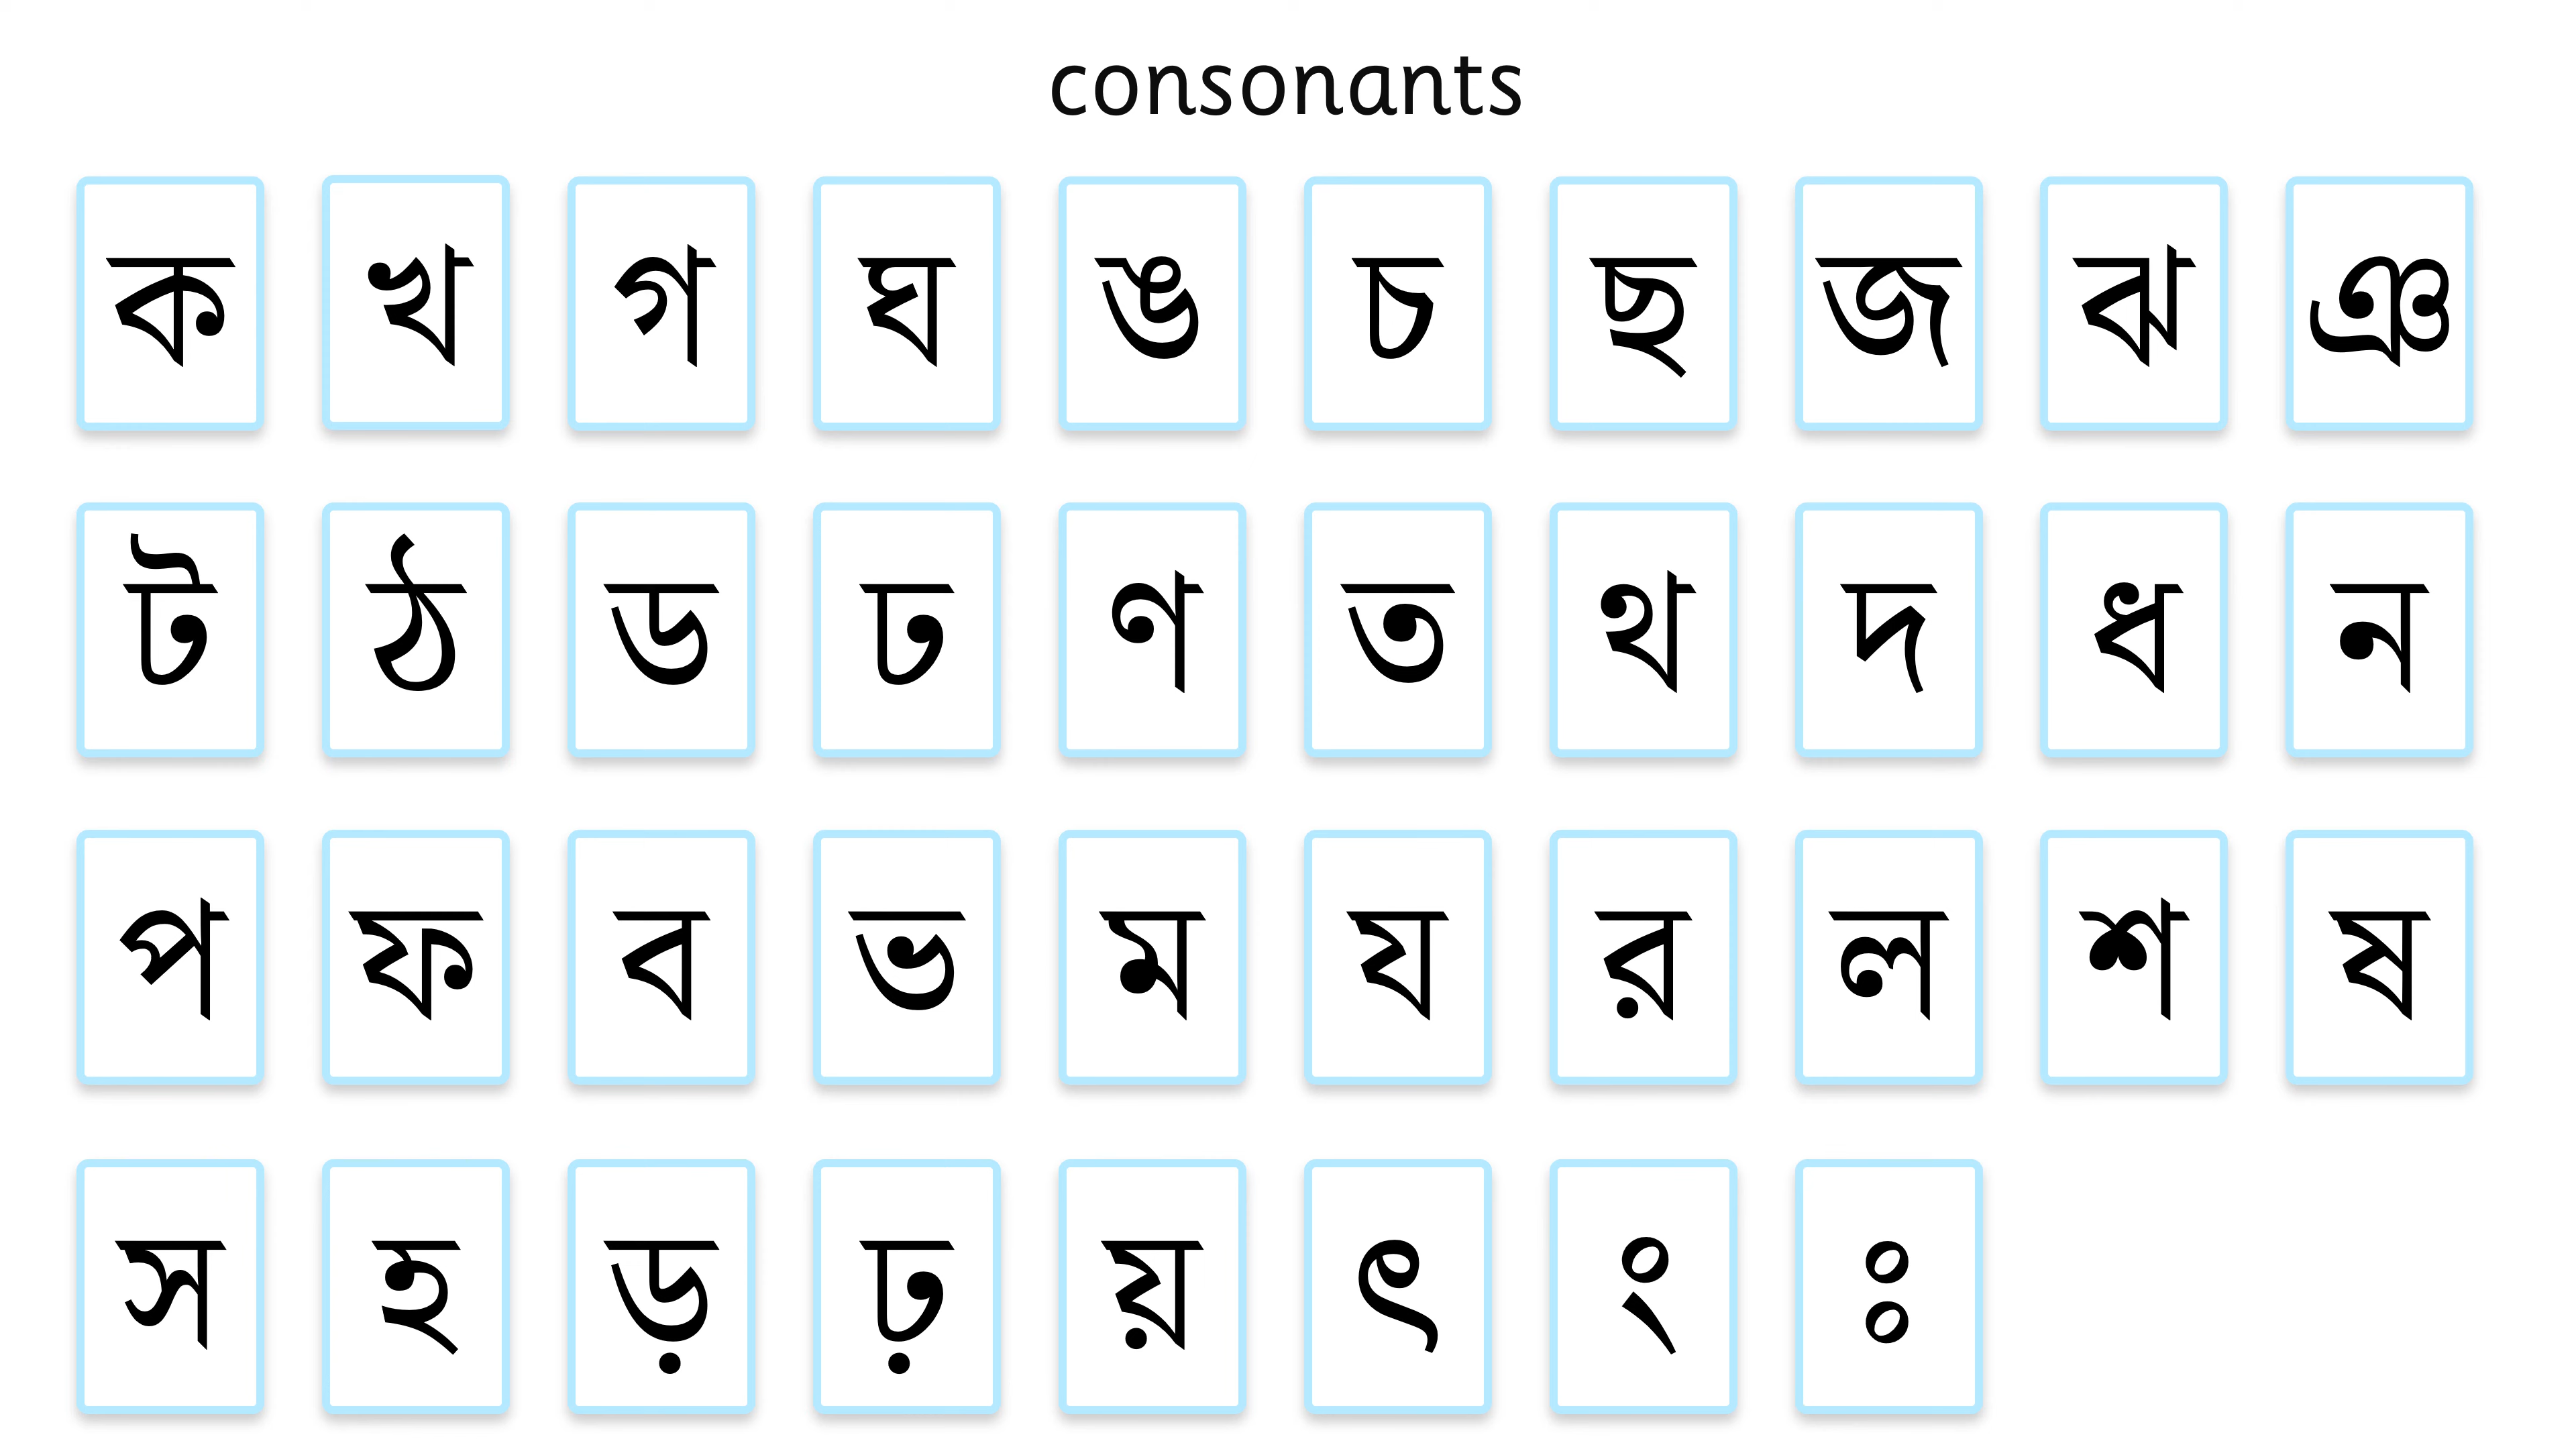 consonants
ক খ গ ঘ ঙ চ ছ জ ঝ ঞ
ট ঠ ড ঢ ণ ত থ দ ধ ন
প ফ ব ভ ম য র ল শ ষ
স হ ড় ঢ় য় ৎ ং ঃ